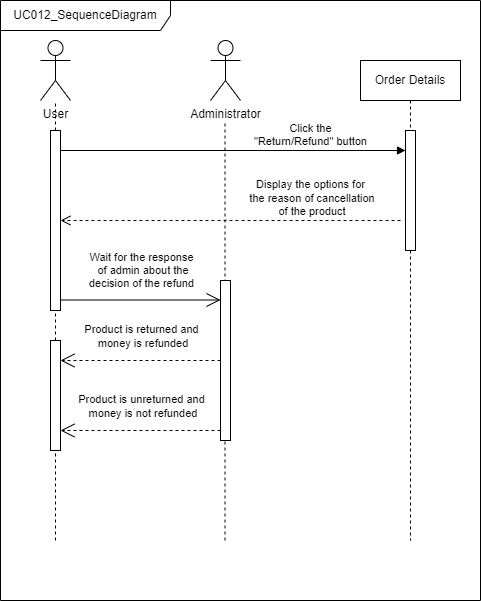 UC012_SequenceDiagram
User
Administrator
Order Details
Click the
"Return/Refund" button
Display the options for
the reason of cancellation
of the product
Wait for the response
of admin about the
decision of the refund
Product is returned and
money is refunded
Product is unreturned and
money is not refunded